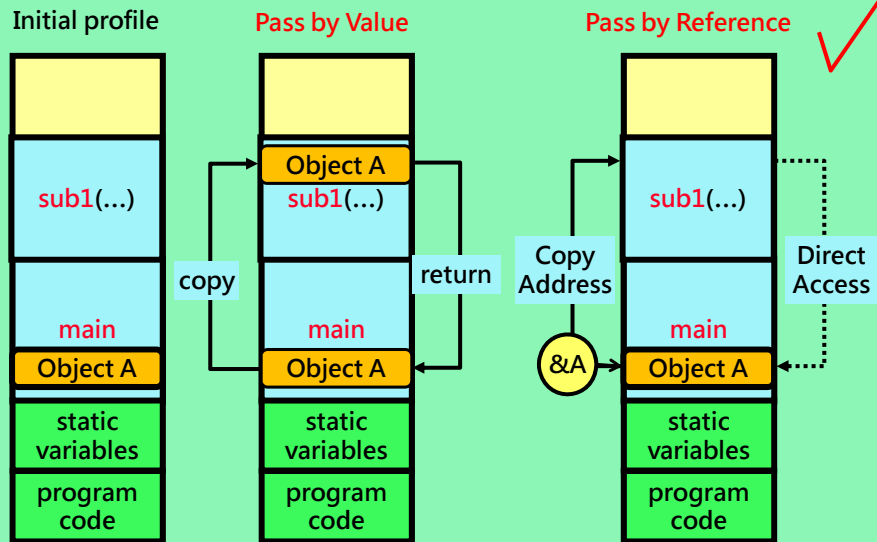 Initial profile
sub1(...)
main
Object A
static
variables
program
code
Pass by Value
Object A
sub1(...)
copy
return
main
Object A
static
variables
program
code
Pass by Reference
sub1(...)
Copy
Address
Direct
Access
main
&A
Object A
static
variables
program
code